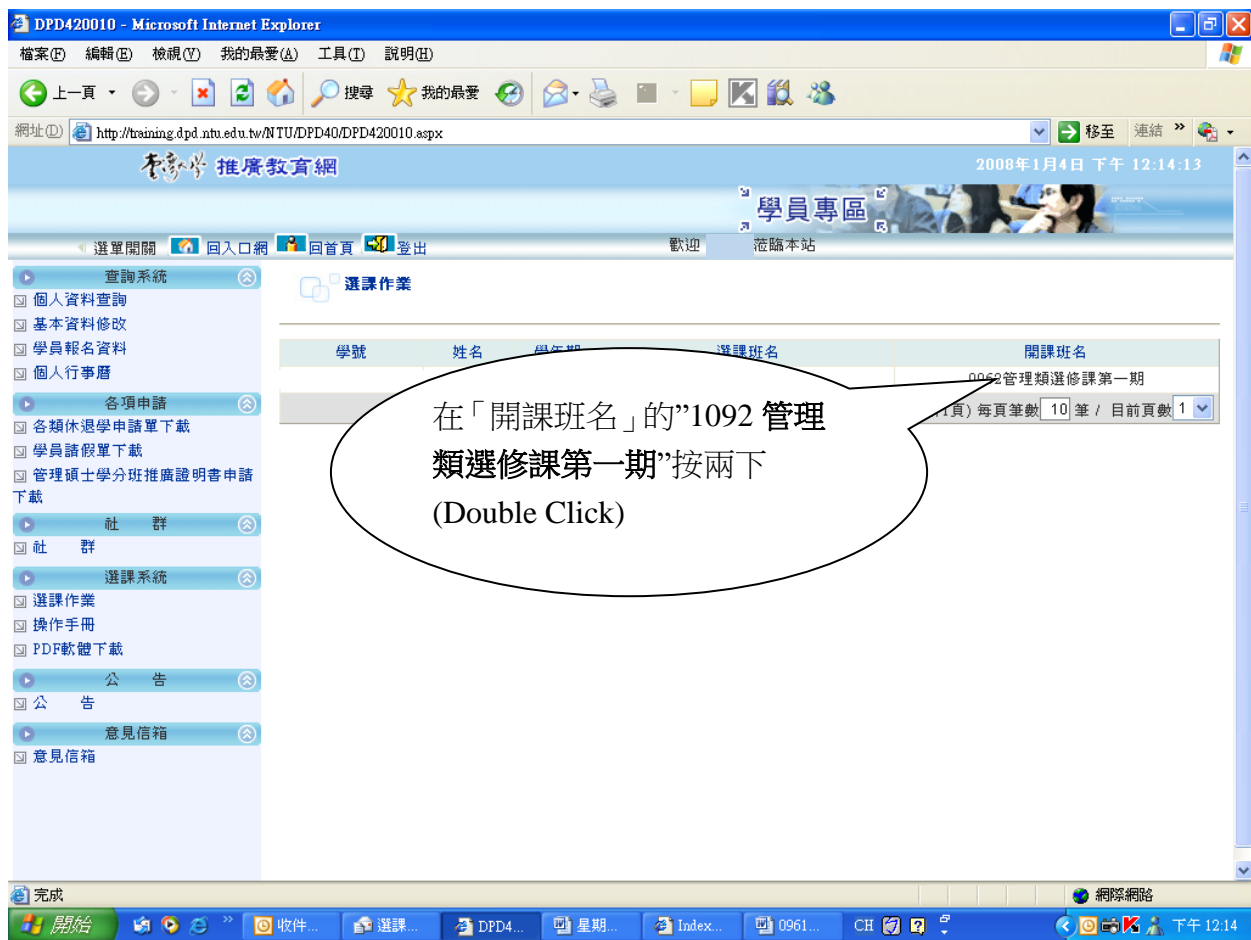 DPD420010 - Microsoft Internet Explorer
檔案(F) 編輯(E) 檢視(V) 我的最愛(A) 工具(T) 說明(H)
上一頁 搜尋 我的最愛
網址(D) http://training.dpd.ntu.edu.tw/NTU/DPD40/DPD420010.aspx 移至 連結 »
臺灣大學 推廣教育網 2008年1月4日 下午 12:14:13
學員專區
選單開關 回入口網 回首頁 登出 歡迎 蒞臨本站
查詢系統
個人資料查詢
基本資料修改
學員報名資料
個人行事曆
各項申請
各類休退學申請單下載
學員請假單下載
管理碩士學分班推廣證明書申請
下載
社 群
社 群
選課系統
選課作業
操作手冊
PDF軟體下載
公 告
公 告
意見信箱
意見信箱
選課作業
學號 姓名 學年期 選課班名 開課班名
0962管理類選修課第一期
1頁) 每頁筆數 10 筆 / 目前頁數 1
在「開課班名」的”1092 管理
類選修課第一期”按兩下
(Double Click)
完成 網際網路
開始 » 收件... 選課... DPD4... 星期... Index... 0961... CH 下午 12:14